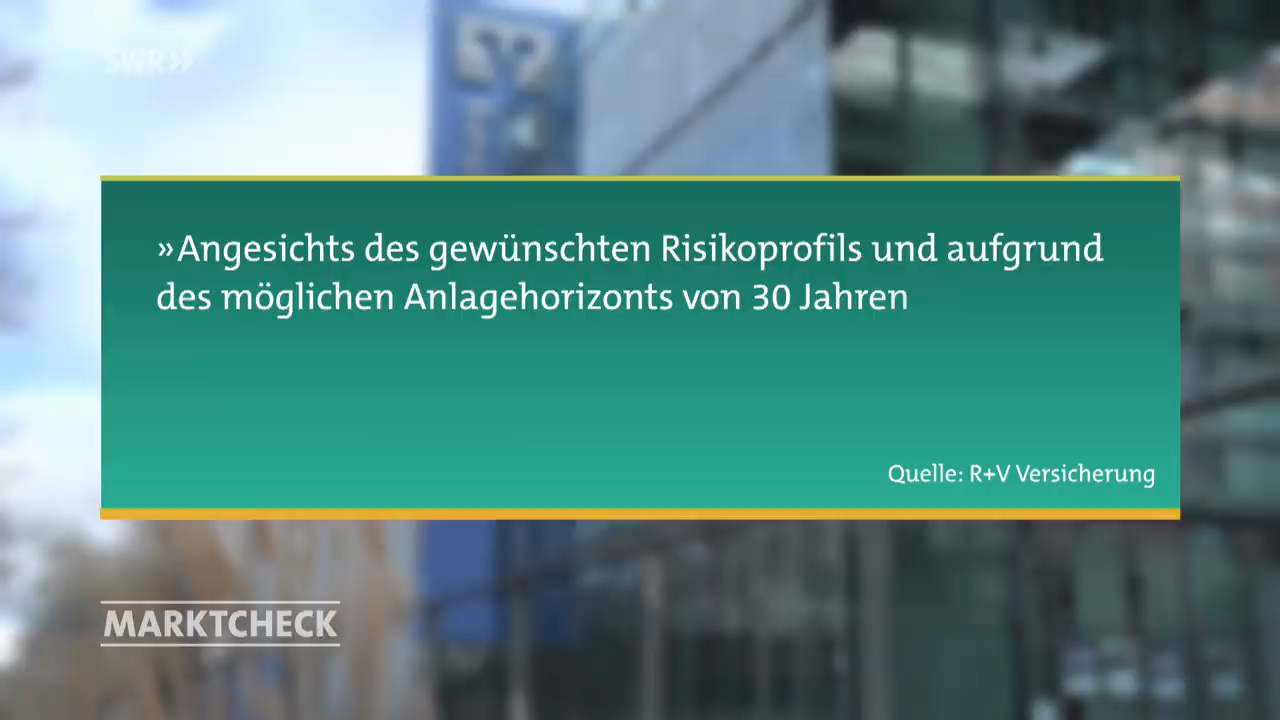 SWR»
»Angesichts des gewünschten Risikoprofils und aufgrund
des möglichen Anlagehorizonts von 30 Jahren
Quelle: R+V Versicherung
MARKTCHECK